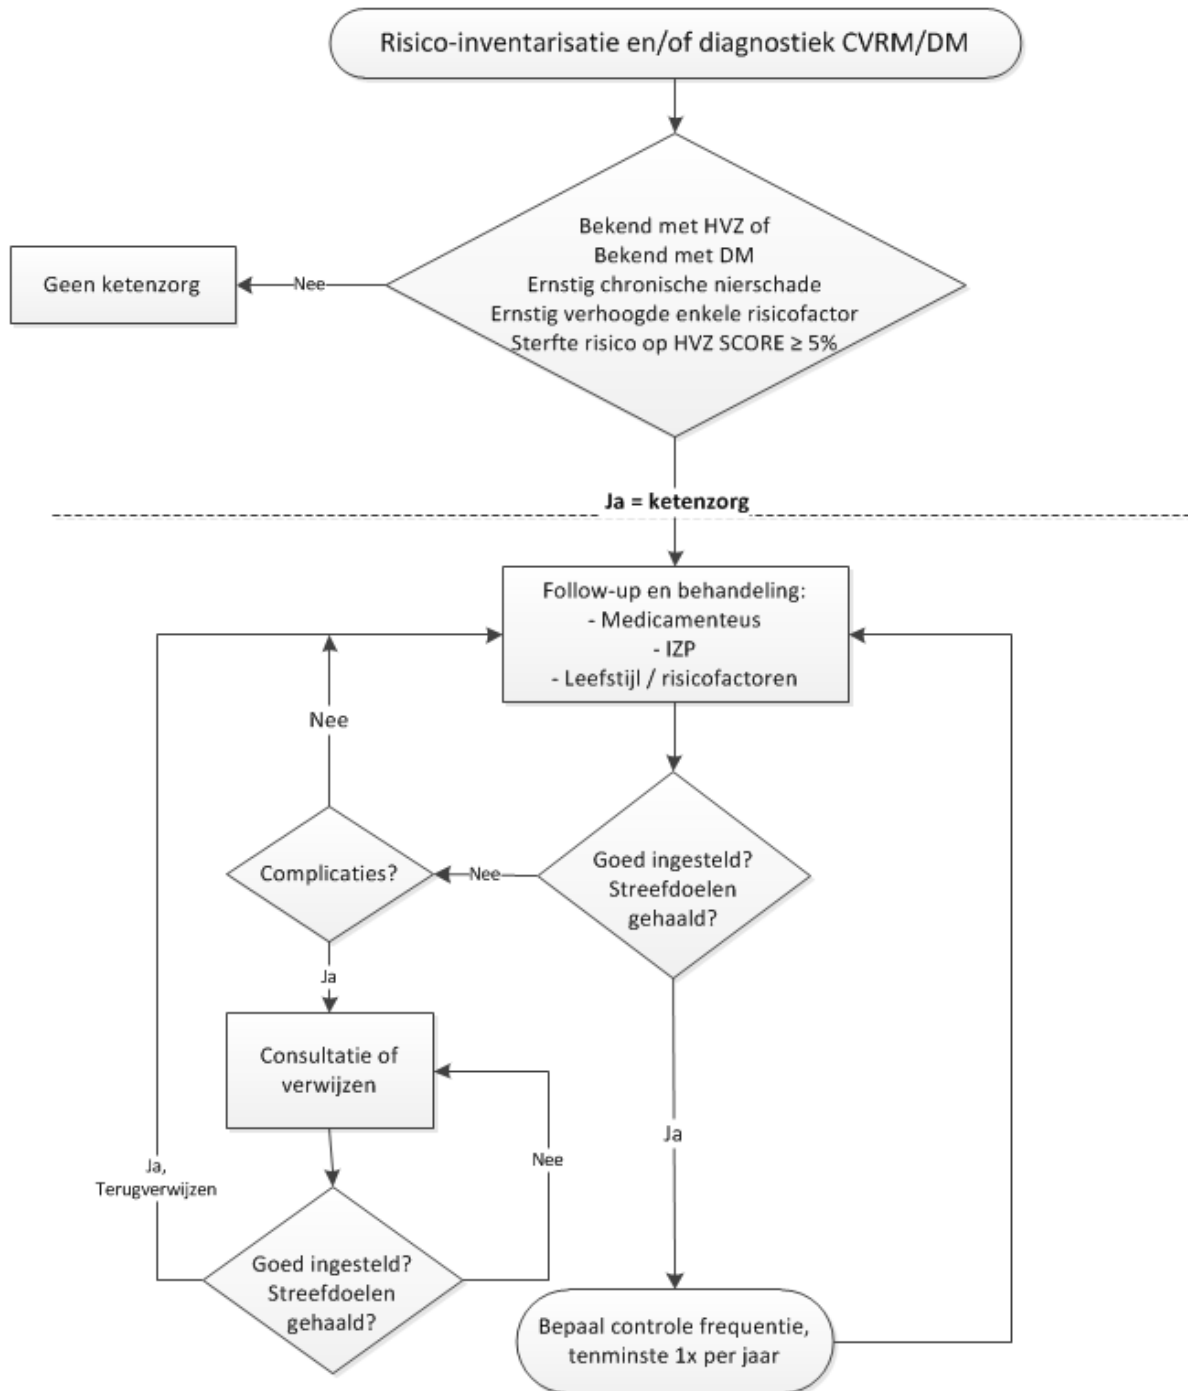 Risico-inventarisatie en/of diagnostiek CVRM/DM
Bekend met HVZ of
Bekend met DM
Ernstig chronische nierschade
Ernstig verhoogde enkele risicofactor
Sterfte risico op HVZ SCORE ≥ 5%
Nee
Geen ketenzorg
Ja = ketenzorg
Follow-up en behandeling:
- Medicamenteus
- IZP
- Leefstijl / risicofactoren
Nee
Complicaties?
Nee
Goed ingesteld?
Streefdoelen
gehaald?
Ja
Consultatie of
verwijzen
Ja
Nee
Ja,
Terugverwijzen
Goed ingesteld?
Streefdoelen
gehaald?
Bepaal controle frequentie,
tenminste 1x per jaar